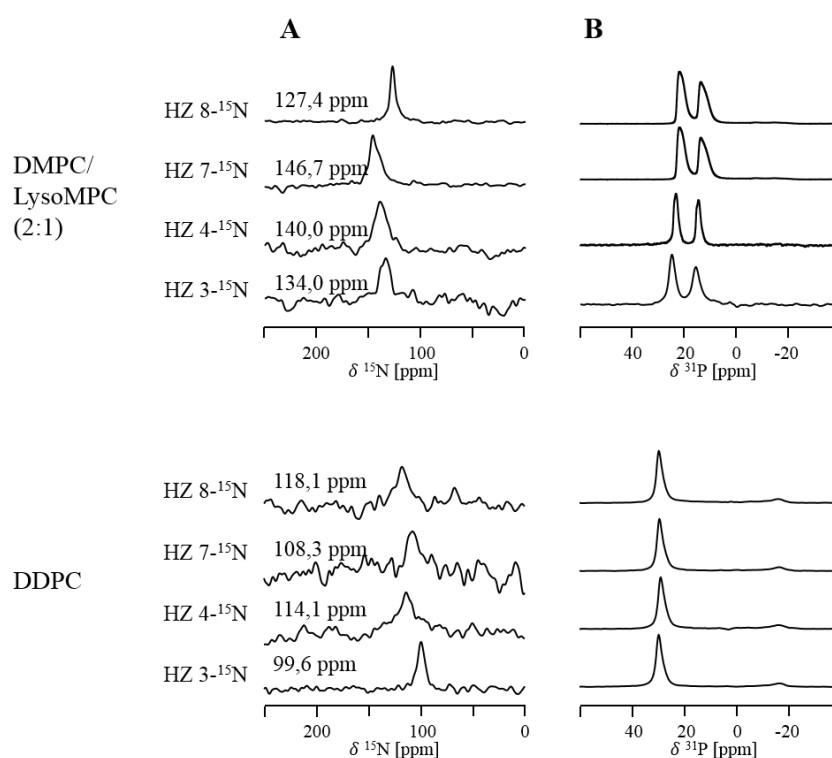 A B
HZ 8-¹⁵N 127,4 ppm
HZ 7-¹⁵N 146,7 ppm
DMPC/
LysoMPC
(2:1)
HZ 4-¹⁵N 140,0 ppm
HZ 3-¹⁵N 134,0 ppm
200 100 0 40 20 0 -20
δ ¹⁵N [ppm] δ ³¹P [ppm]
HZ 8-¹⁵N 118,1 ppm
HZ 7-¹⁵N 108,3 ppm
DDPC
HZ 4-¹⁵N 114,1 ppm
HZ 3-¹⁵N 99,6 ppm
200 100 0 60 40 20 0 -20
δ ¹⁵N [ppm] δ ³¹P [ppm]